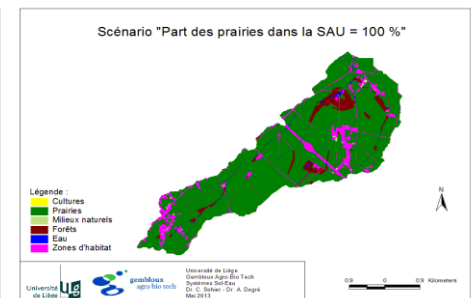 Scénario "Part des prairies dans la SAU = 100 %"
Légende :
Cultures
Prairies
Milieux naturels
Forêts
Eau
Zones d'habitat
N
Université de Liège
gembloux
agro bio tech
Université de Liège
Gembloux Agro-Bio Tech
Systèmes Sol-Eau
Dr. C. Sohier - Dr. A. Degré
Mai 2013
0.9 0 0.9 Kilometers